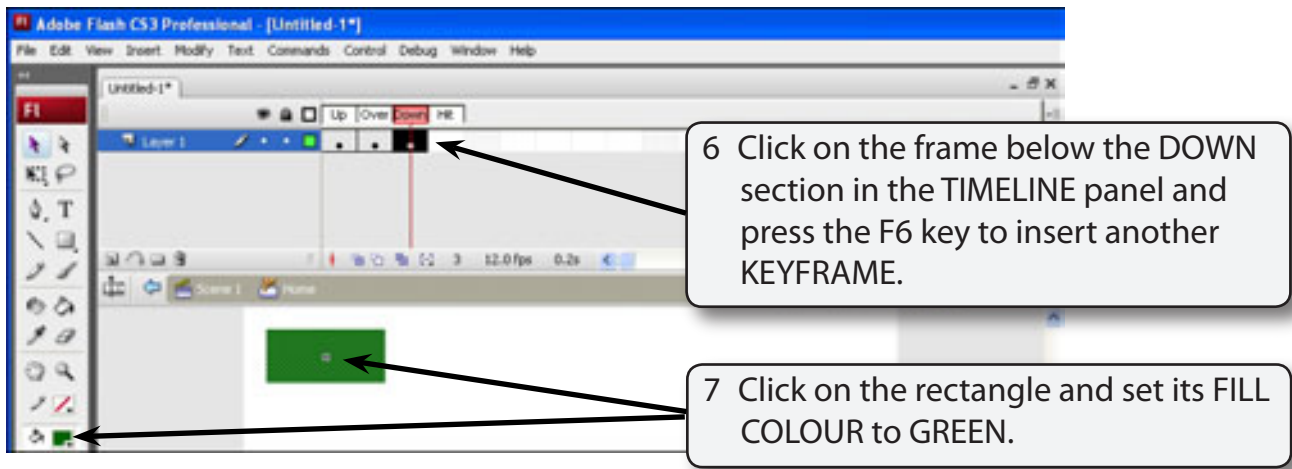 Adobe Flash CS3 Professional - [Untitled-1*]
File Edit View Insert Modify Text Commands Control Debug Window Help
Untitled-1*
Fl
Up Over Down Hit
Layer 1
3 12.0 fps 0.2s
Scene 1 Home
T
6 Click on the frame below the DOWN
section in the TIMELINE panel and
press the F6 key to insert another
KEYFRAME.
7 Click on the rectangle and set its FILL
COLOUR to GREEN.